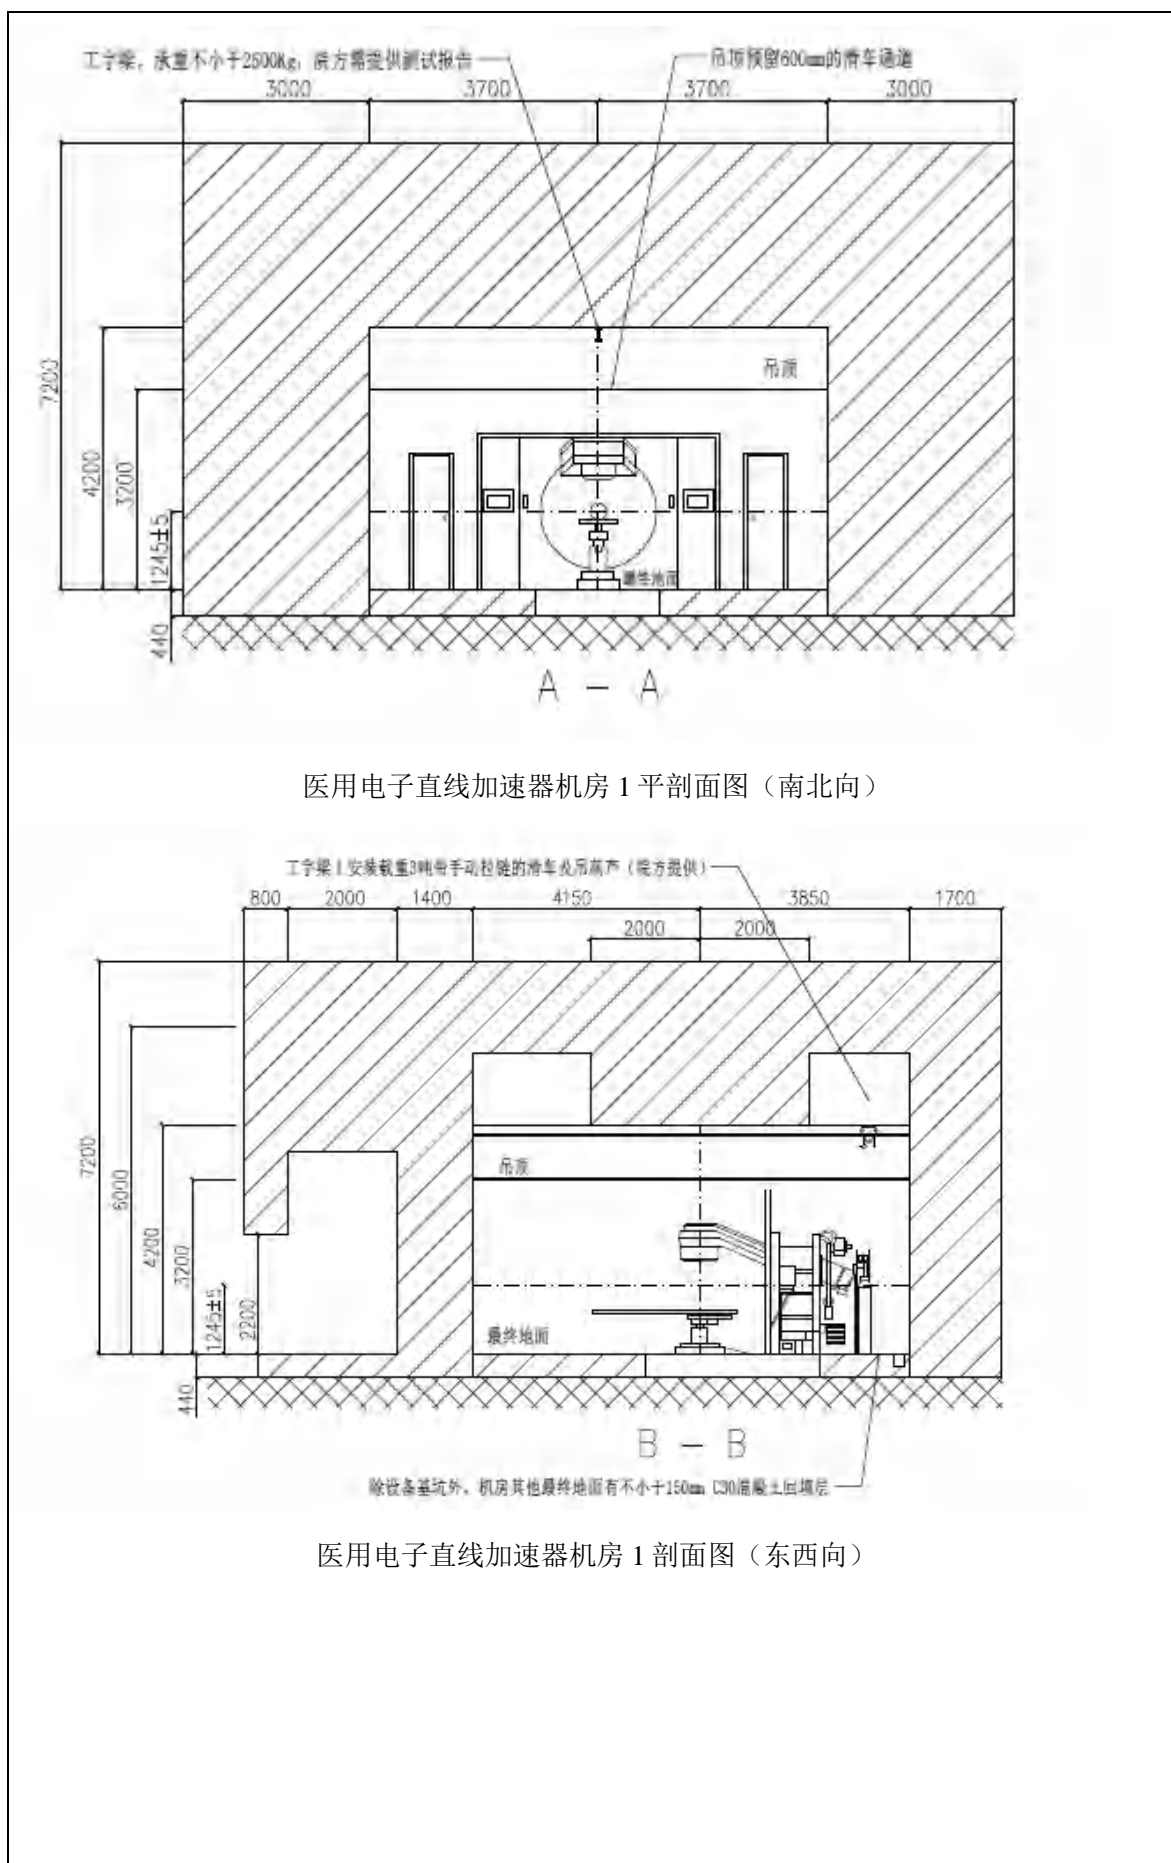 工字梁，承重不小于2500Kg，院方需提供测试报告
吊顶预留600mm的滑车通道
3000 3700 3700 3000
7200
4200
3200
1245±5
440
吊顶
最终地面
A - A
医用电子直线加速器机房 1 平剖面图（南北向）
工字梁上安装载重3吨带手动拉链的滑车及吊葫芦（院方提供）
800 2000 1400 4150 3850 1700
2000 2000
7200
6000
4200
3200
1245±5
2200
440
吊顶
最终地面
B - B
除设备基坑外，机房其他最终地面有不小于150mm C30混凝土回填层
医用电子直线加速器机房 1 剖面图（东西向）